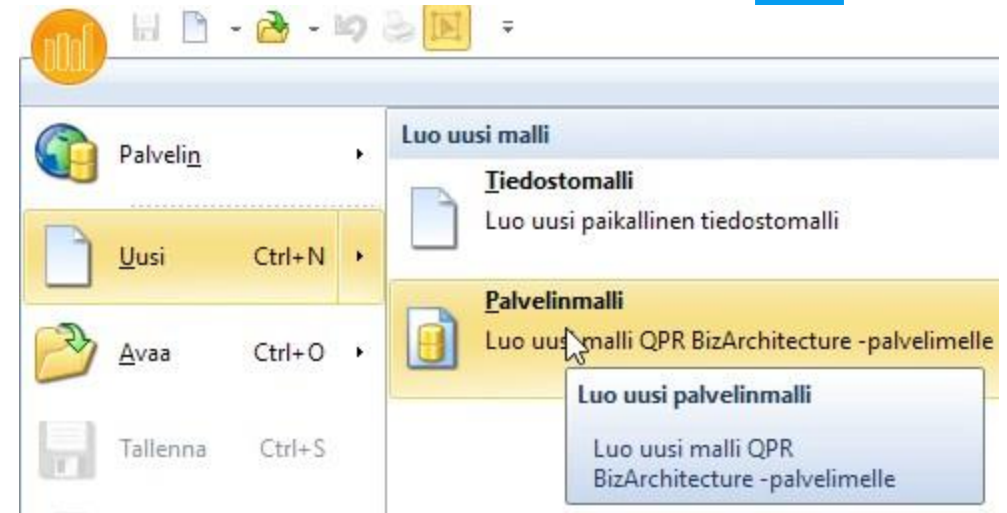 Palvelin
Luo uusi malli
Tiedostomalli
Luo uusi paikallinen tiedostomalli
Uusi Ctrl+N
Palvelinmalli
Luo uusi malli QPR BizArchitecture -palvelimelle
Avaa Ctrl+O
Luo uusi palvelinmalli
Luo uusi malli QPR
BizArchitecture -palvelimelle
Tallenna Ctrl+S